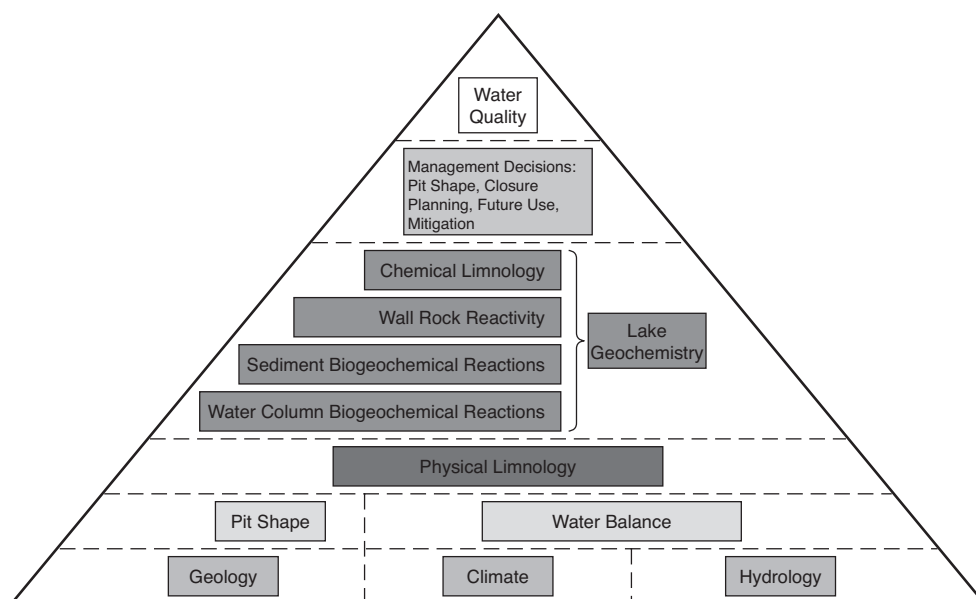 Water
Quality
Management Decisions:
Pit Shape, Closure
Planning, Future Use,
Mitigation
Chemical Limnology
Wall Rock Reactivity
Sediment Biogeochemical Reactions
Water Column Biogeochemical Reactions
Lake
Geochemistry
Physical Limnology
Pit Shape
Water Balance
Geology
Climate
Hydrology